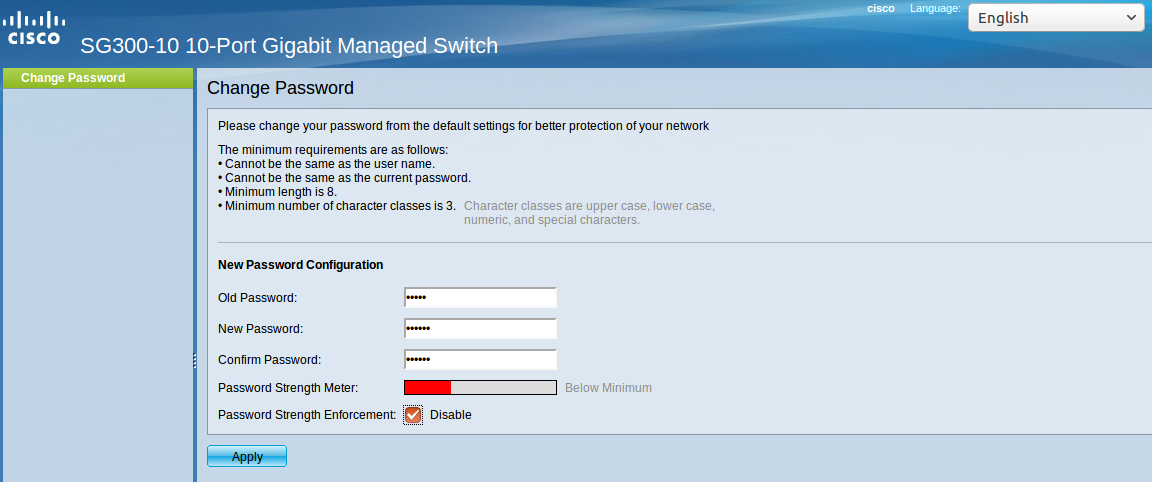 cisco Language: English
CISCO SG300-10 10-Port Gigabit Managed Switch
Change Password
Change Password
Please change your password from the default settings for better protection of your network
The minimum requirements are as follows:
• Cannot be the same as the user name.
• Cannot be the same as the current password.
• Minimum length is 8.
• Minimum number of character classes is 3. Character classes are upper case, lower case,
numeric, and special characters.
New Password Configuration
Old Password: •••••
New Password: ••••••
Confirm Password: ••••••
Password Strength Meter: Below Minimum
Password Strength Enforcement: Disable
Apply